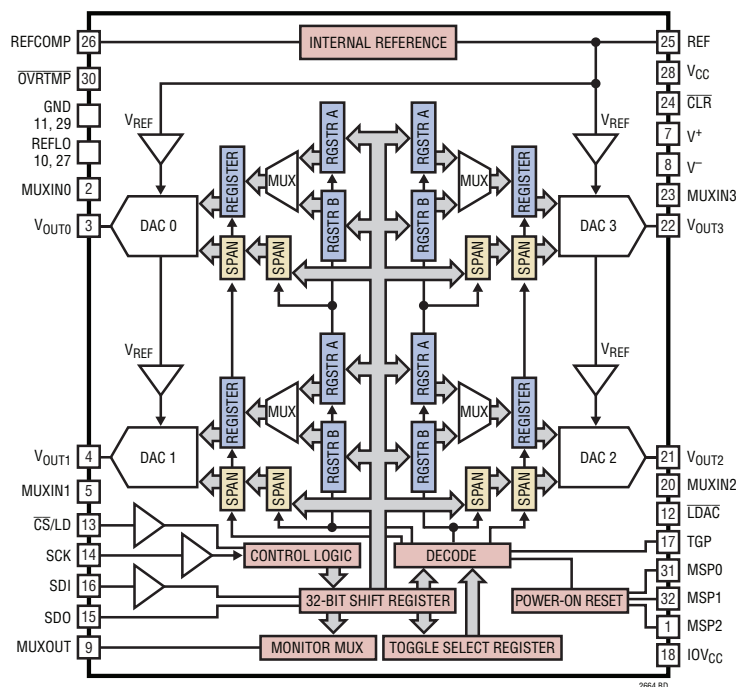 REFCOMP 26
INTERNAL REFERENCE
25 REF
OVRTMP 30
28 VCC
GND
11, 29
24 CLR
REFLO
10, 27
7 V+
8 V–
MUXIN0 2
23 MUXIN3
VOUT0 3
22 VOUT3
VREF
VREF
DAC 0
REGISTER
MUX
RGSTR A
RGSTR B
SPAN
SPAN
RGSTR A
RGSTR B
MUX
REGISTER
SPAN
SPAN
DAC 3
VREF
VREF
DAC 1
REGISTER
MUX
RGSTR A
RGSTR B
SPAN
SPAN
RGSTR A
RGSTR B
MUX
REGISTER
SPAN
SPAN
DAC 2
VOUT1 4
21 VOUT2
MUXIN1 5
20 MUXIN2
CS/LD 13
12 LDAC
SCK 14
CONTROL LOGIC
DECODE
17 TGP
SDI 16
31 MSP0
32-BIT SHIFT REGISTER
POWER-ON RESET
32 MSP1
SDO 15
1 MSP2
MUXOUT 9
MONITOR MUX
TOGGLE SELECT REGISTER
18 IOVCC
2664 BD